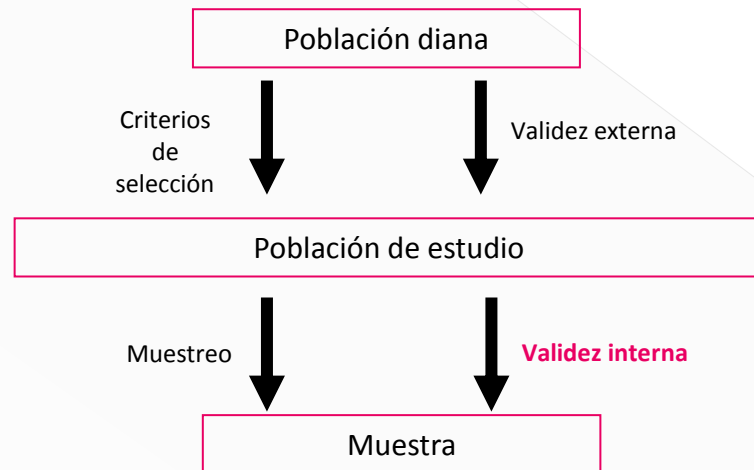 Población diana
Criterios
de
selección
Validez externa
Población de estudio
Muestreo
Validez interna
Muestra